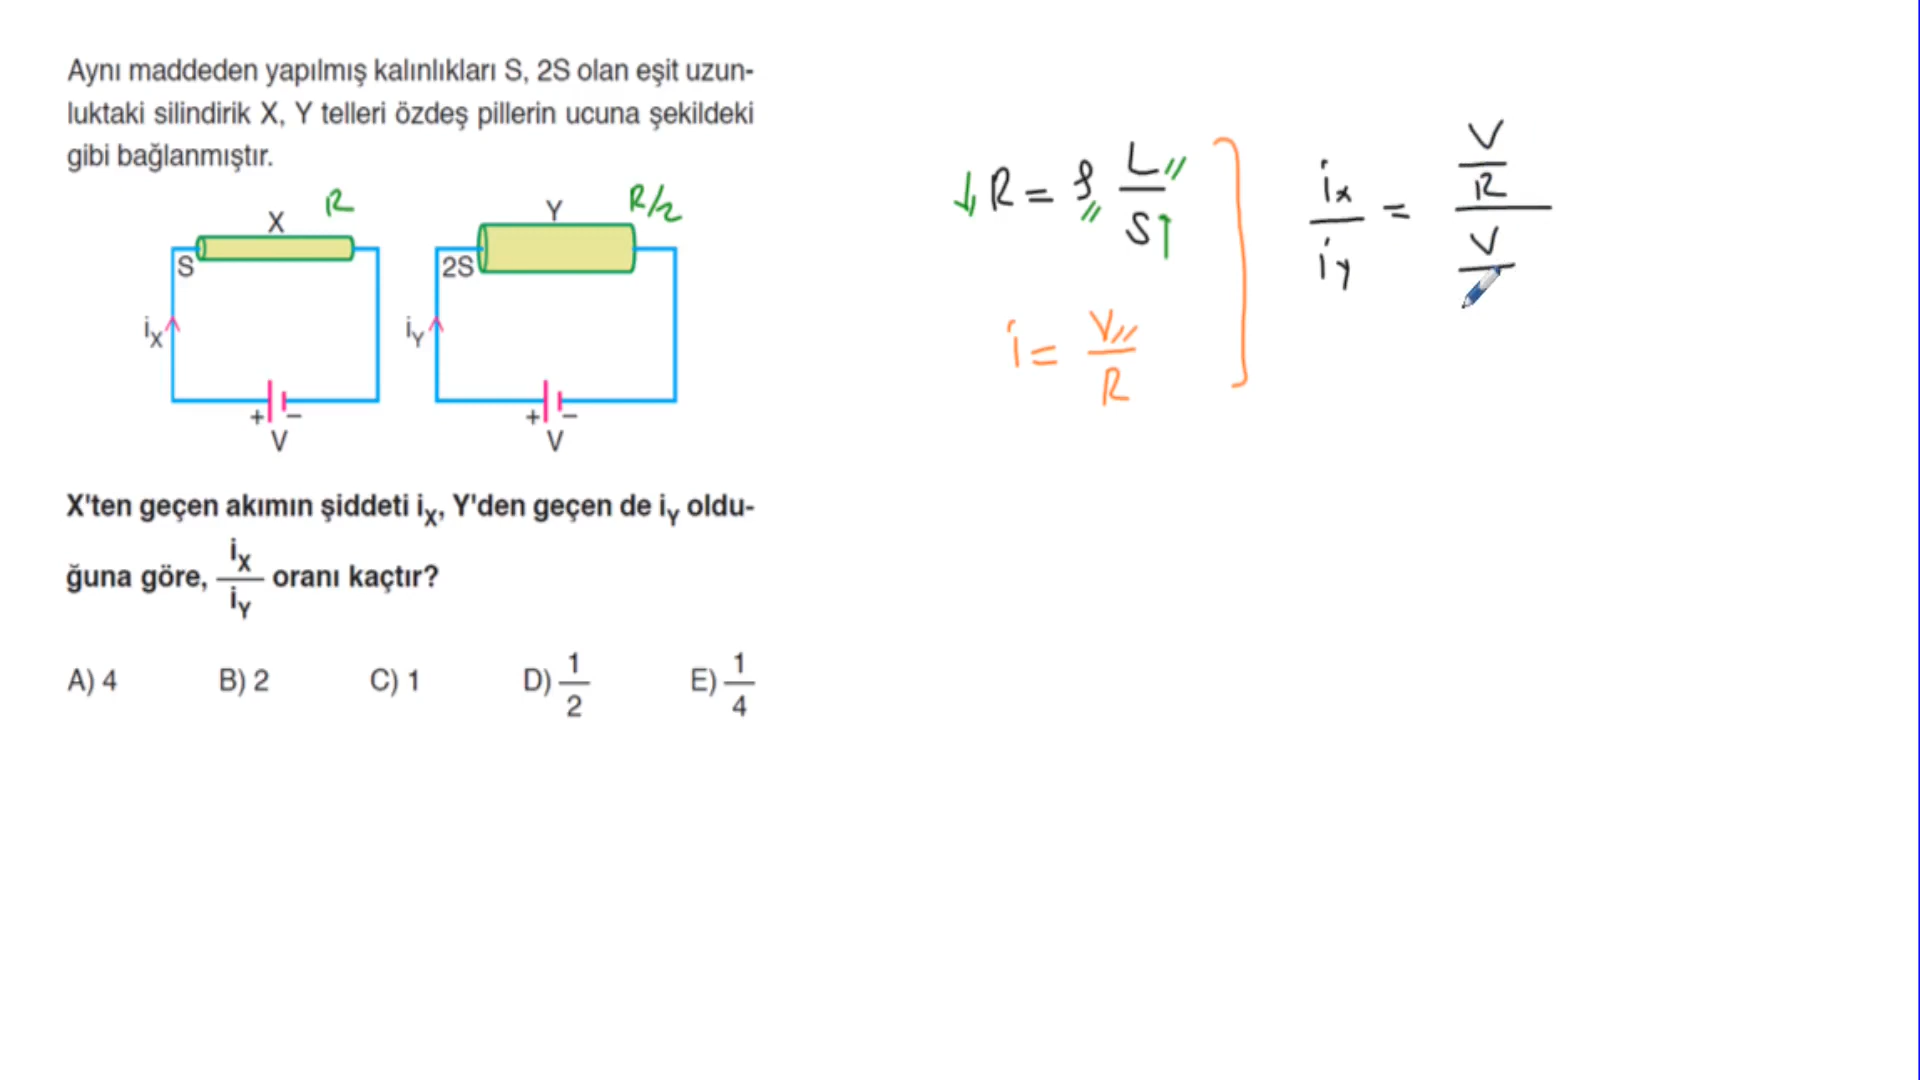 Aynı maddeden yapılmış kalınlıkları S, 2S olan eşit uzun-
luktaki silindirik X, Y telleri özdeş pillerin ucuna şekildeki
gibi bağlanmıştır.
X R
S
iX
+ −
V
Y R/2
2S
iY
+ −
V
X'ten geçen akımın şiddeti iX, Y'den geçen de iY oldu-
ğuna göre, iX/iY oranı kaçtır?
A) 4 B) 2 C) 1 D) 1/2 E) 1/4
↓R = ρ L/S↑
i = V/R
ix/iy = V/R / V/